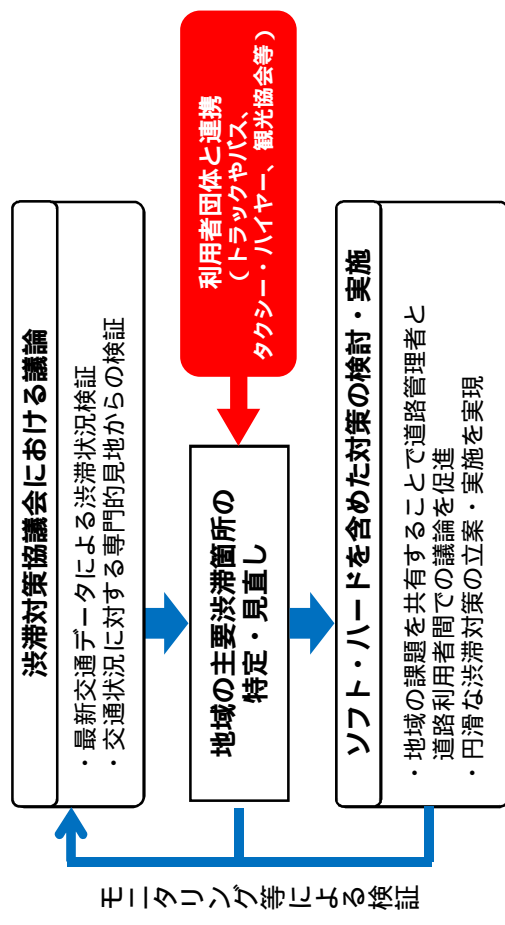 渋滞対策協議会における議論
・最新交通データによる渋滞状況検証
・交通状況に対する専門的見地からの検証
地域の主要渋滞箇所の
特定・見直し
利用者団体と連携
（トラックやバス、
タクシー・ハイヤー、観光協会等）
ソフト・ハードを含めた対策の検討・実施
・地域の課題を共有することで道路管理者と
道路利用者間での議論を促進
・円滑な渋滞対策の立案・実施を実現
モニタリング等による検証